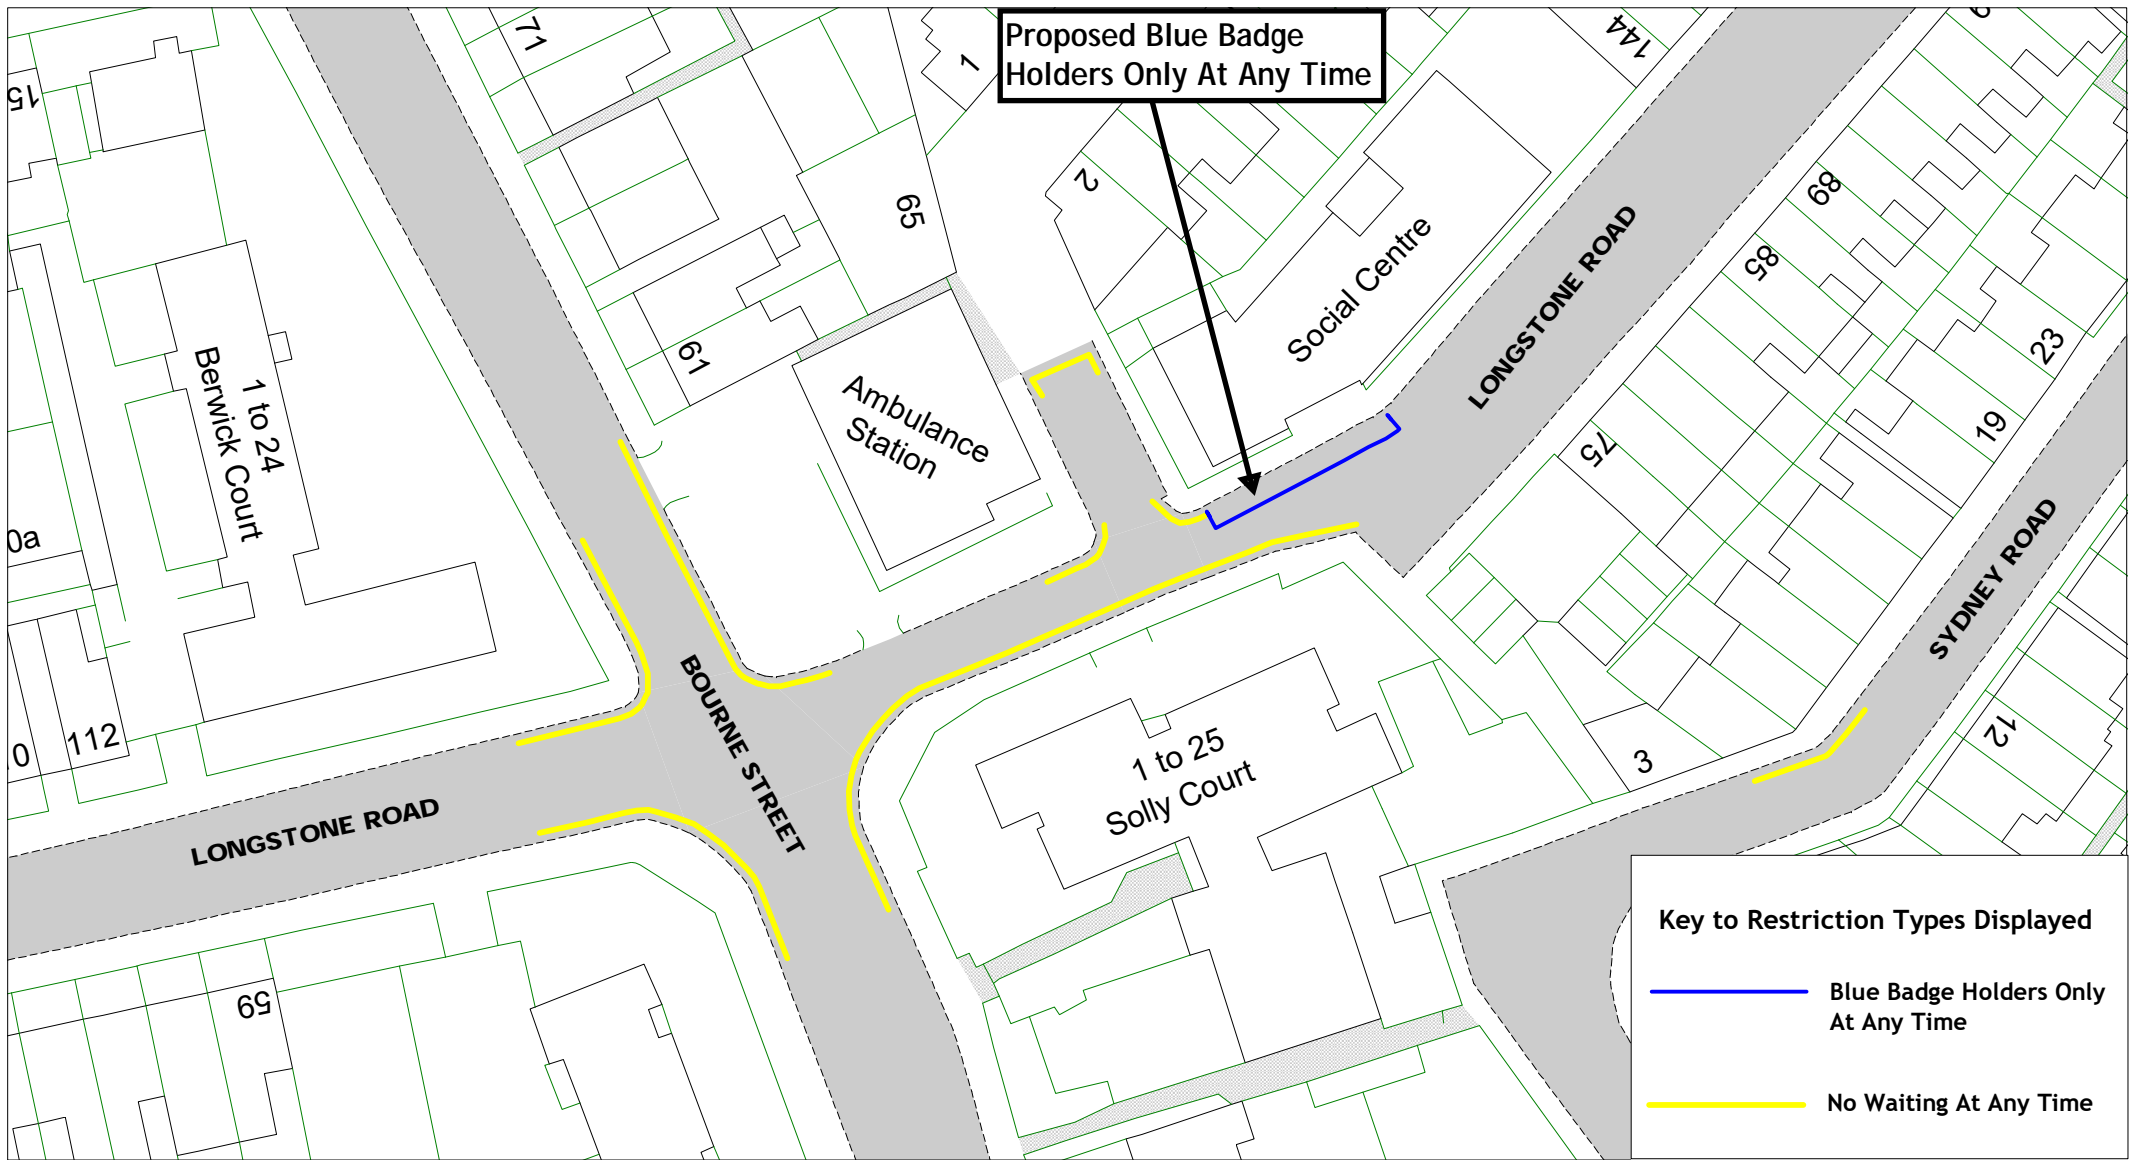 Proposed Blue Badge
Holders Only At Any Time
71
1
144
15
2
65
89
LONGSTONE ROAD
85
Social Centre
61
23
1 to 24
Berwick Court
Ambulance
Station
75
19
0a
SYDNEY ROAD
BOURNE STREET
112
0
12
3
1 to 25
Solly Court
LONGSTONE ROAD
59
Key to Restriction Types Displayed
Blue Badge Holders Only
At Any Time
No Waiting At Any Time